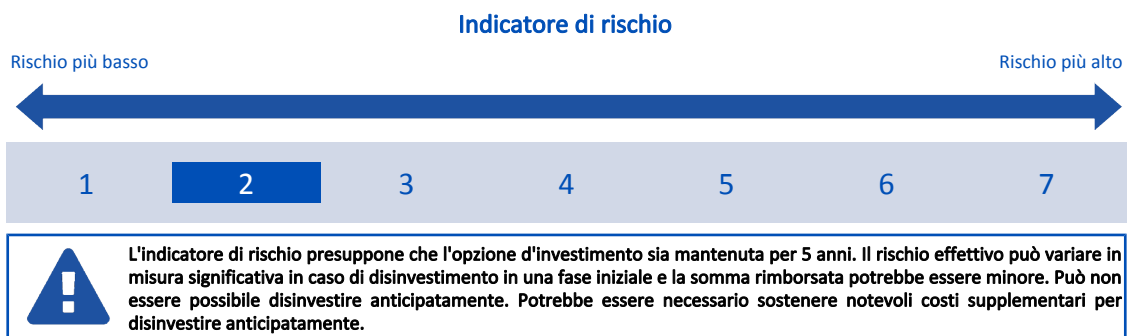 Indicatore di rischio
Rischio più basso
Rischio più alto
1 2 3 4 5 6 7
L'indicatore di rischio presuppone che l'opzione d'investimento sia mantenuta per 5 anni. Il rischio effettivo può variare in
misura significativa in caso di disinvestimento in una fase iniziale e la somma rimborsata potrebbe essere minore. Può non
essere possibile disinvestire anticipatamente. Potrebbe essere necessario sostenere notevoli costi supplementari per
disinvestire anticipatamente.